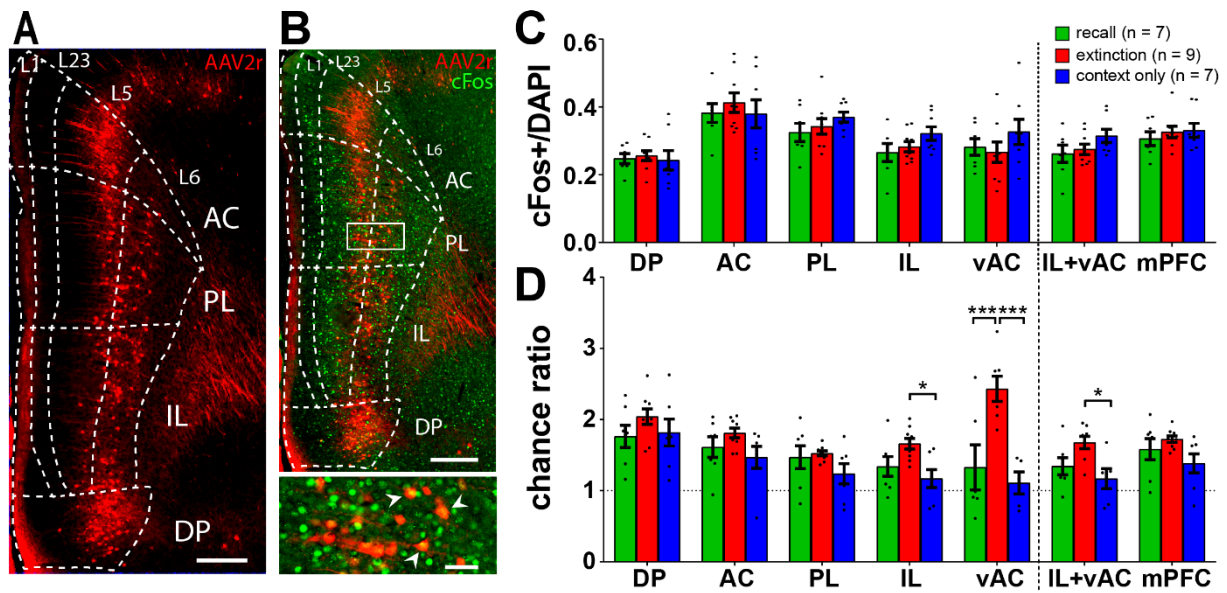 A
AAV2r
L1
L23
L5
L6
AC
PL
IL
DP
B
AAV2r
cFos
L1
L23
L5
L6
AC
PL
IL
DP
C
recall (n = 7)
extinction (n = 9)
context only (n = 7)
cFos+/DAPI
0.6
0.4
0.2
0.0
DP AC PL IL vAC IL+vAC mPFC
D
chance ratio
4
3
2
1
0
*** ***
*
*
DP AC PL IL vAC IL+vAC mPFC